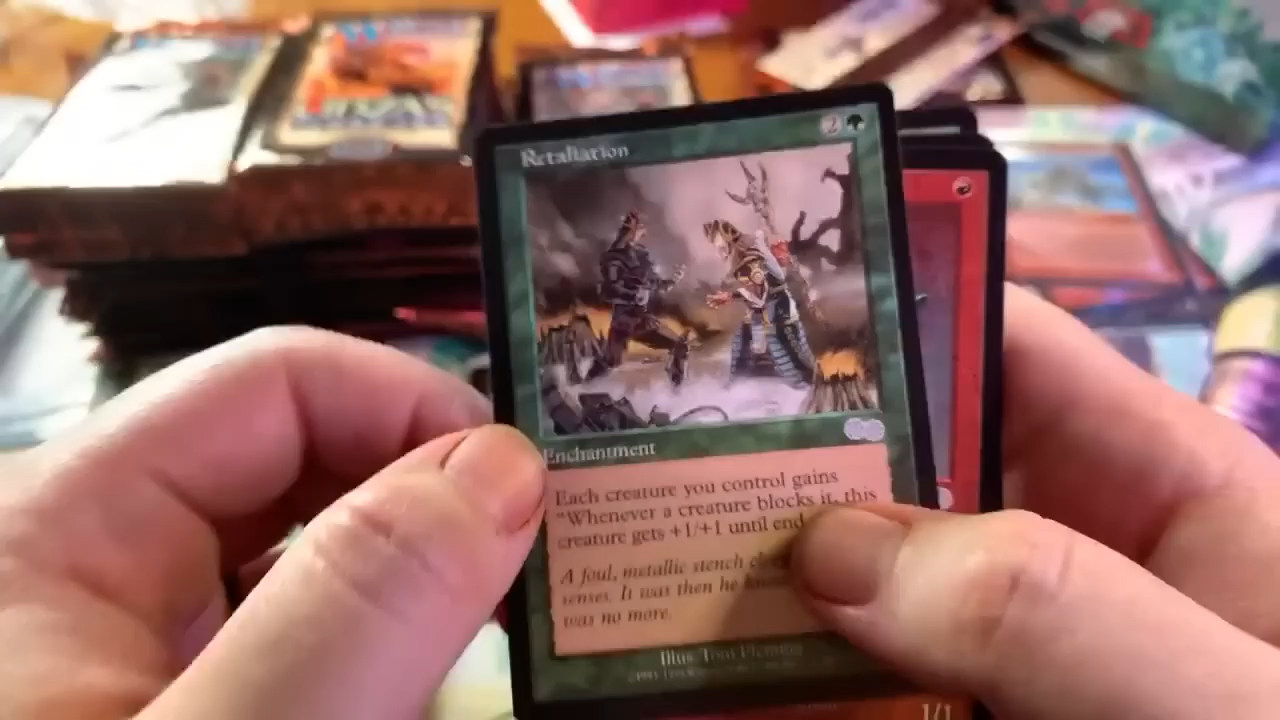 Retaliation
2
Enchantment
Each creature you control gains
"Whenever a creature blocks it, this
creature gets +1/+1 until end
A foul, metallic stench
senses. It was then he
was no more.
Illus. Tom Fleming
1/1